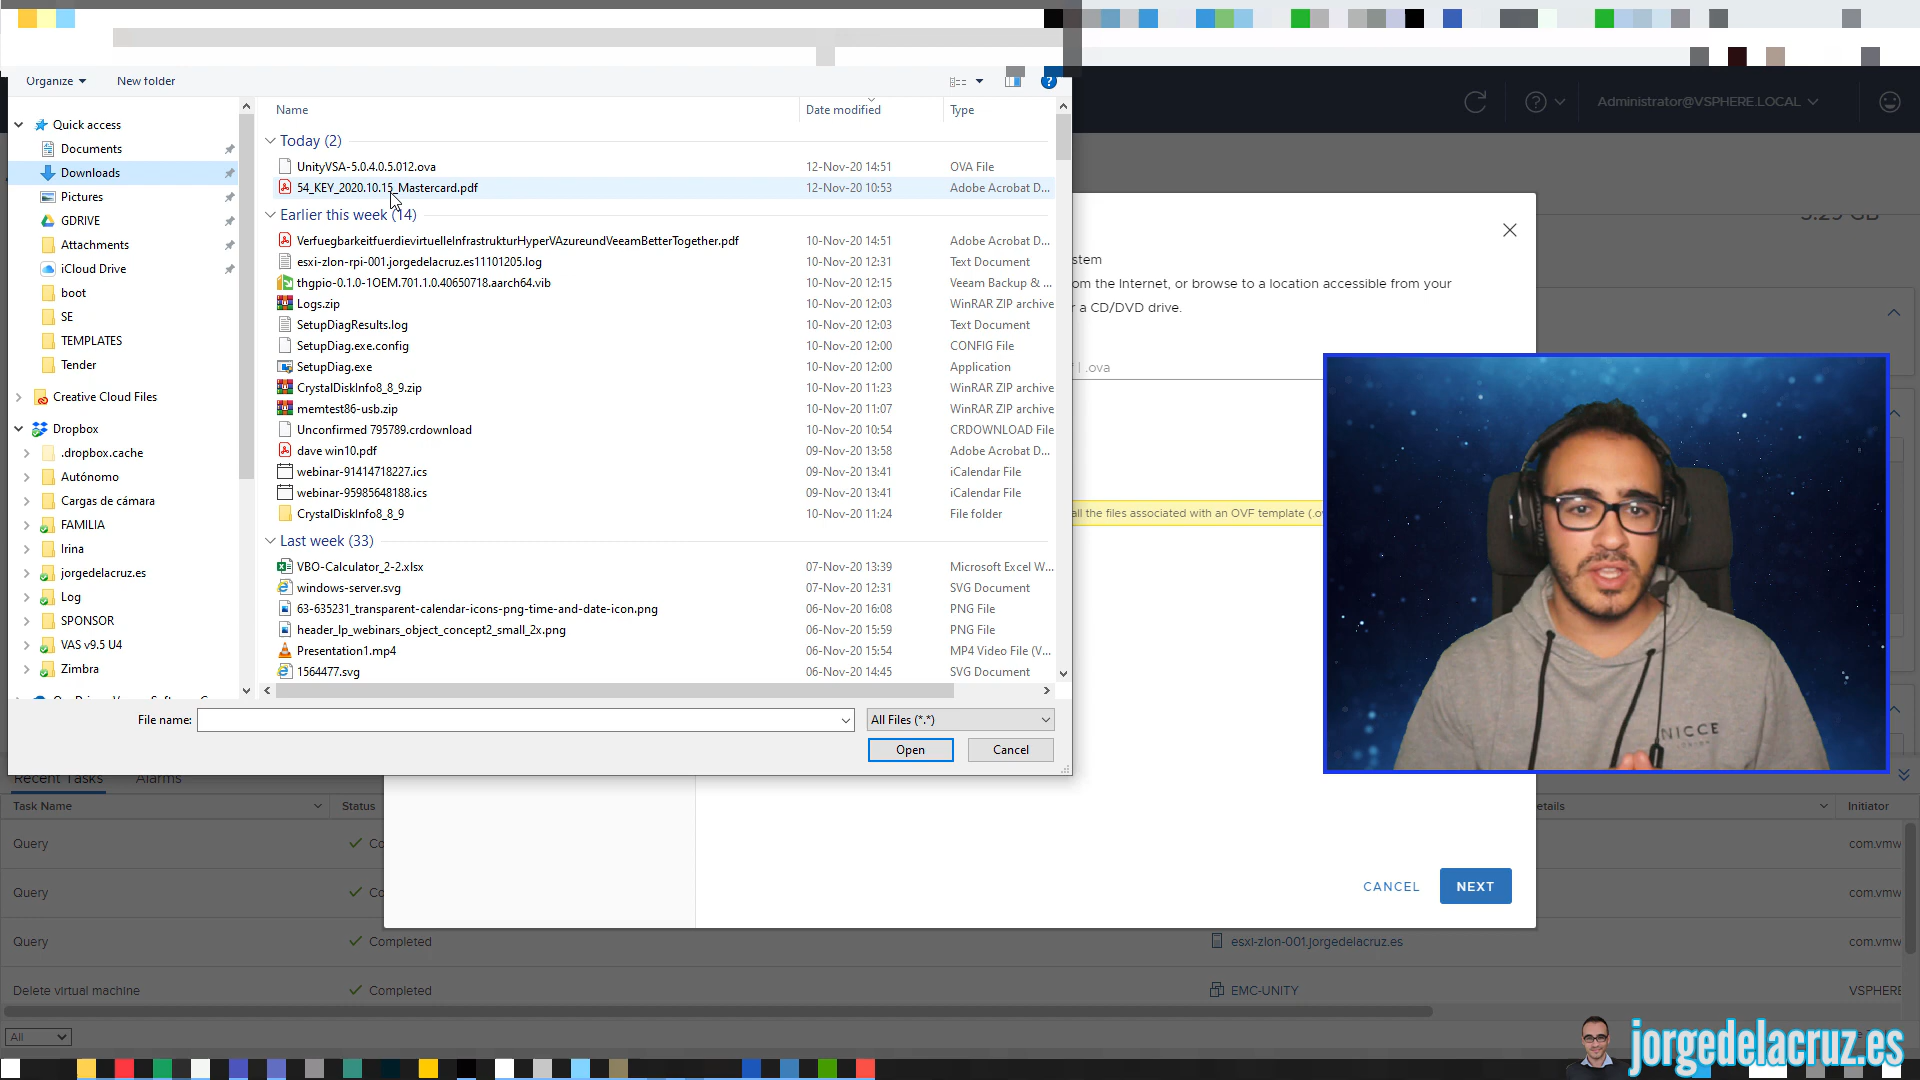 Organize
New folder
?
Administrator@VSPHERE.LOCAL
Name
Date modified
Type
Quick access
Documents
Downloads
Pictures
GDRIVE
Attachments
iCloud Drive
boot
SE
TEMPLATES
Tender
Creative Cloud Files
Dropbox
.dropbox.cache
Autónomo
Cargas de cámara
FAMILIA
Irina
jorgedelacruz.es
Log
SPONSOR
VAS v9.5 U4
Zimbra
Today (2)
UnityVSA-5.0.4.0.5.012.ova 12-Nov-20 14:51 OVA File
54_KEY_2020.10.15_Mastercard.pdf 12-Nov-20 10:53 Adobe Acrobat D...
Earlier this week (14)
VerfuegbarkeitfuerdievirtuelleInfrastrukturHyperVAzureundVeeamBetterTogether.pdf 10-Nov-20 14:51 Adobe Acrobat D...
esxi-zlon-rpi-001.jorgedelacruz.es11101205.log 10-Nov-20 12:31 Text Document
thgpio-0.1.0-1OEM.701.1.0.40650718.aarch64.vib 10-Nov-20 12:15 Veeam Backup & ...
Logs.zip 10-Nov-20 12:03 WinRAR ZIP archive
SetupDiagResults.log 10-Nov-20 12:03 Text Document
SetupDiag.exe.config 10-Nov-20 12:00 CONFIG File
SetupDiag.exe 10-Nov-20 12:00 Application
CrystalDiskInfo8_8_9.zip 10-Nov-20 11:23 WinRAR ZIP archive
memtest86-usb.zip 10-Nov-20 11:07 WinRAR ZIP archive
Unconfirmed 795789.crdownload 10-Nov-20 10:54 CRDOWNLOAD File
dave win10.pdf 09-Nov-20 13:58 Adobe Acrobat D...
webinar-91414718227.ics 09-Nov-20 13:41 iCalendar File
webinar-95985648188.ics 09-Nov-20 13:41 iCalendar File
CrystalDiskInfo8_8_9 10-Nov-20 11:24 File folder
Last week (33)
VBO-Calculator_2-2.xlsx 07-Nov-20 13:39 Microsoft Excel W...
windows-server.svg 07-Nov-20 12:31 SVG Document
63-635231_transparent-calendar-icons-png-time-and-date-icon.png 06-Nov-20 16:08 PNG File
header_lp_webinars_object_concept2_small_2x.png 06-Nov-20 15:59 PNG File
Presentation1.mp4 06-Nov-20 15:54 MP4 Video File (V...
1564477.svg 06-Nov-20 14:45 SVG Document
File name:
All Files (*.*)
Open
Cancel
stem
om the Internet, or browse to a location accessible from your
r a CD/DVD drive.
| .ova
all the files associated with an OVF template (.ov
NICCE
CANCEL
NEXT
Recent Tasks
Alarms
Task Name
Status
etails
Initiator
Query Co com.vmw
Query Co com.vmw
Query Completed esxi-zlon-001.jorgedelacruz.es com.vmw
Delete virtual machine Completed EMC-UNITY VSPHERE
All
jorgedelacruz.es